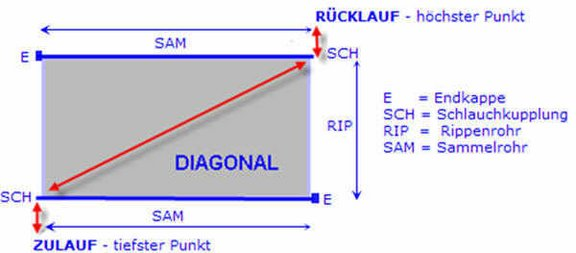 RÜCKLAUF - höchster Punkt
SAM
E
SCH
E = Endkappe
SCH = Schlauchkupplung
RIP = Rippenrohr
SAM = Sammelrohr
RIP
DIAGONAL
SCH
E
SAM
ZULAUF - tiefster Punkt